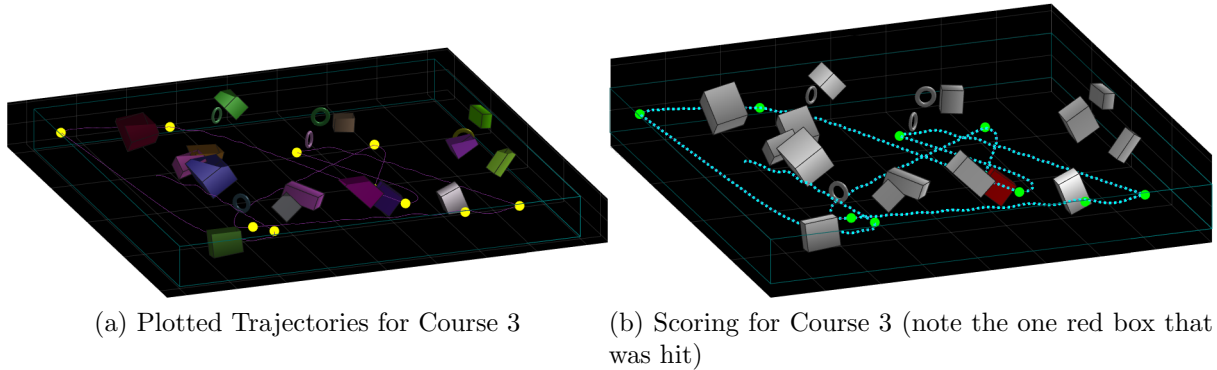 (a) Plotted Trajectories for Course 3
(b) Scoring for Course 3 (note the one red box that
was hit)